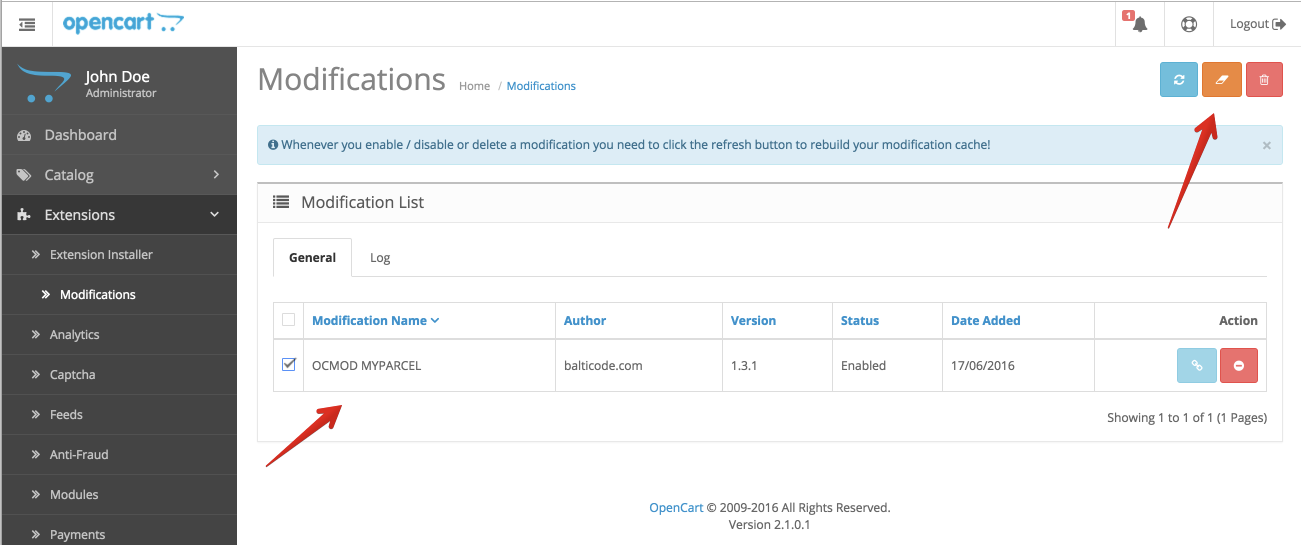 opencart
1
Logout
John Doe
Administrator
Dashboard
Catalog
Extensions
Extension Installer
Modifications
Analytics
Captcha
Feeds
Anti-Fraud
Modules
Payments
Modifications Home / Modifications
Whenever you enable / disable or delete a modification you need to click the refresh button to rebuild your modification cache! ×
Modification List
General Log
Modification Name Author Version Status Date Added Action
OCMOD MYPARCEL balticode.com 1.3.1 Enabled 17/06/2016
Showing 1 to 1 of 1 (1 Pages)
OpenCart © 2009-2016 All Rights Reserved.
Version 2.1.0.1